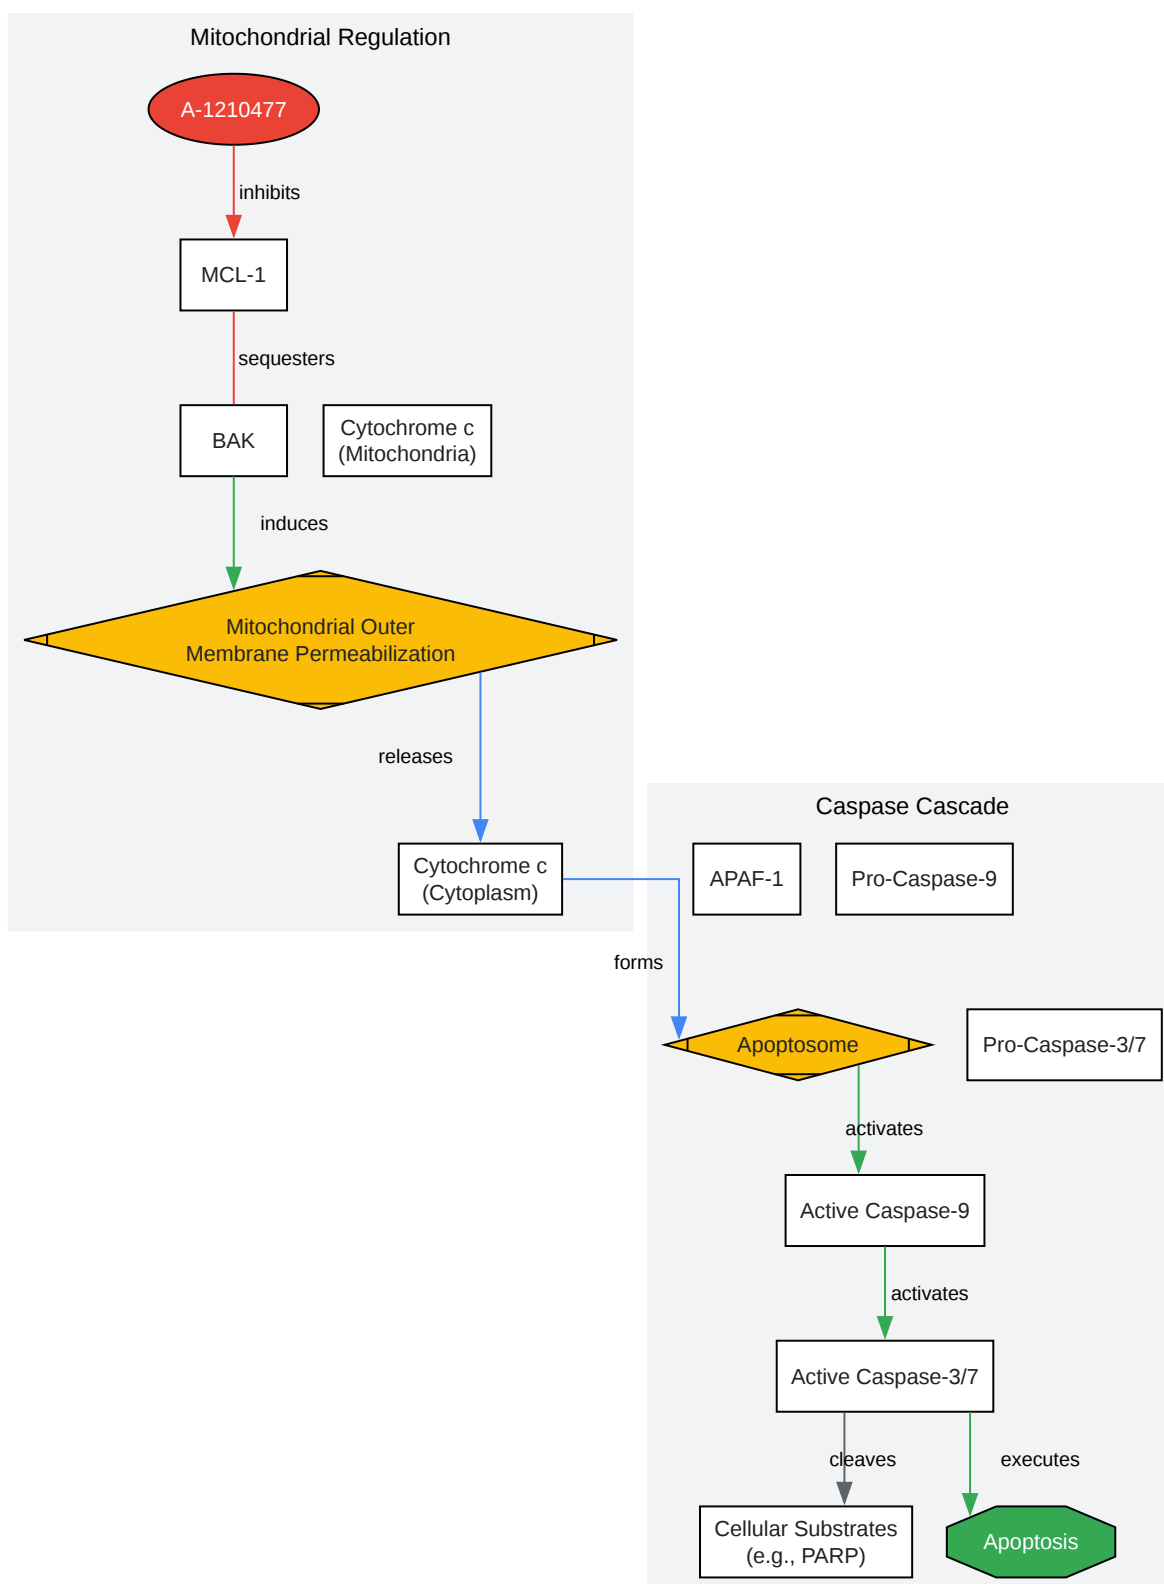 Mitochondrial Regulation
A-1210477
inhibits
MCL-1
sequesters
BAK
Cytochrome c
(Mitochondria)
induces
Mitochondrial Outer
Membrane Permeabilization
releases
Cytochrome c
(Cytoplasm)
Caspase Cascade
APAF-1
Pro-Caspase-9
forms
Apoptosome
Pro-Caspase-3/7
activates
Active Caspase-9
activates
Active Caspase-3/7
cleaves
executes
Cellular Substrates
(e.g., PARP)
Apoptosis